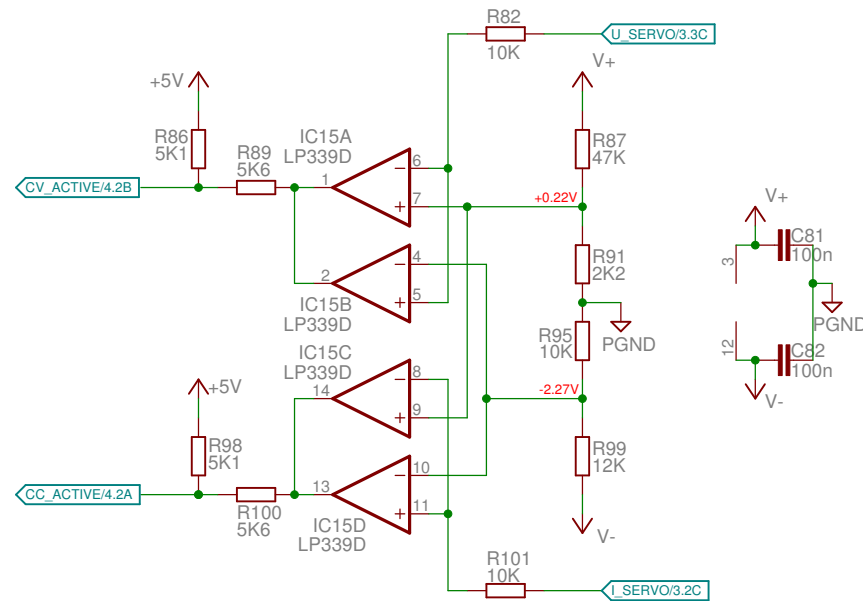 R82
10K
U_SERVO/3.3C
V+
+5V
R86
5K1
R89
5K6
IC15A
LP339D
R87
47K
CV_ACTIVE/4.2B
1
6
7
+0.22V
V+
C81
100n
3
R91
2K2
2
4
5
IC15B
LP339D
PGND
R95
10K
PGND
12
C82
100n
V-
IC15C
LP339D
14
8
9
-2.27V
+5V
R98
5K1
R99
12K
CC_ACTIVE/4.2A
13
10
11
R100
5K6
IC15D
LP339D
V-
R101
10K
I_SERVO/3.2C